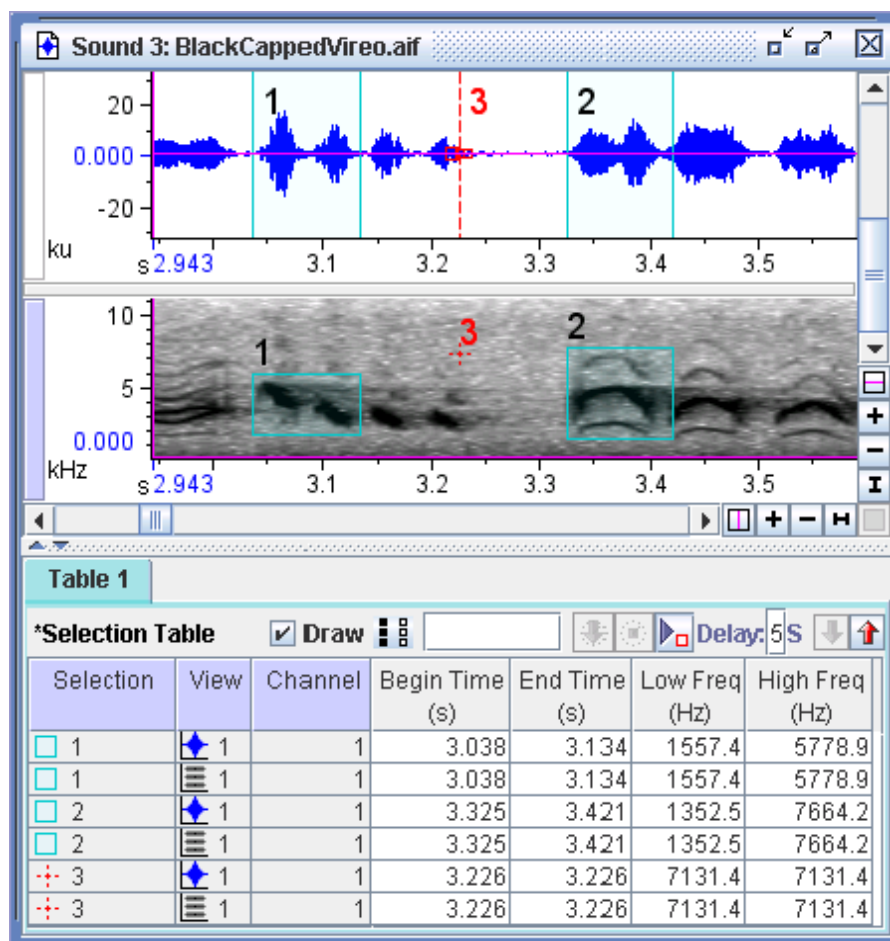 Sound 3: BlackCappedVireo.aif
1 3 2
20
0.000
-20
ku
s 2.943 3.1 3.2 3.3 3.4 3.5
10
3 2
1
5
0.000
kHz
s 2.943 3.1 3.2 3.3 3.4 3.5
Table 1
*Selection Table Draw Delay: 5 S
Selection View Channel Begin Time (s) End Time (s) Low Freq (Hz) High Freq (Hz)
1 1 1 3.038 3.134 1557.4 5778.9
1 1 1 3.038 3.134 1557.4 5778.9
2 1 1 3.325 3.421 1352.5 7664.2
2 1 1 3.325 3.421 1352.5 7664.2
3 1 1 3.226 3.226 7131.4 7131.4
3 1 1 3.226 3.226 7131.4 7131.4